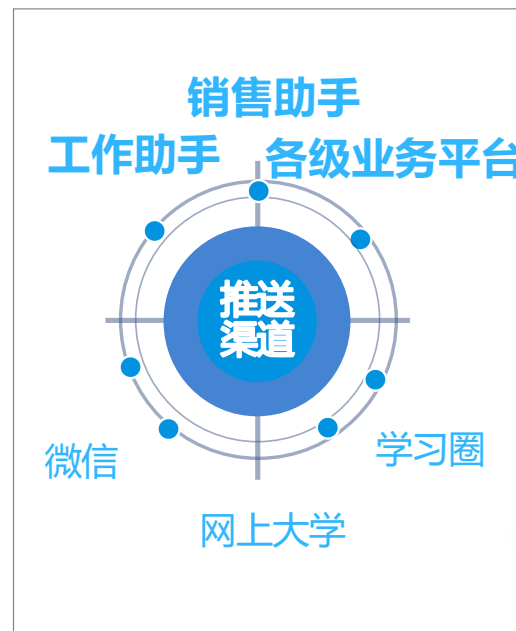 销售助手
工作助手
各级业务平台
推送
渠道
微信
学习圈
网上大学